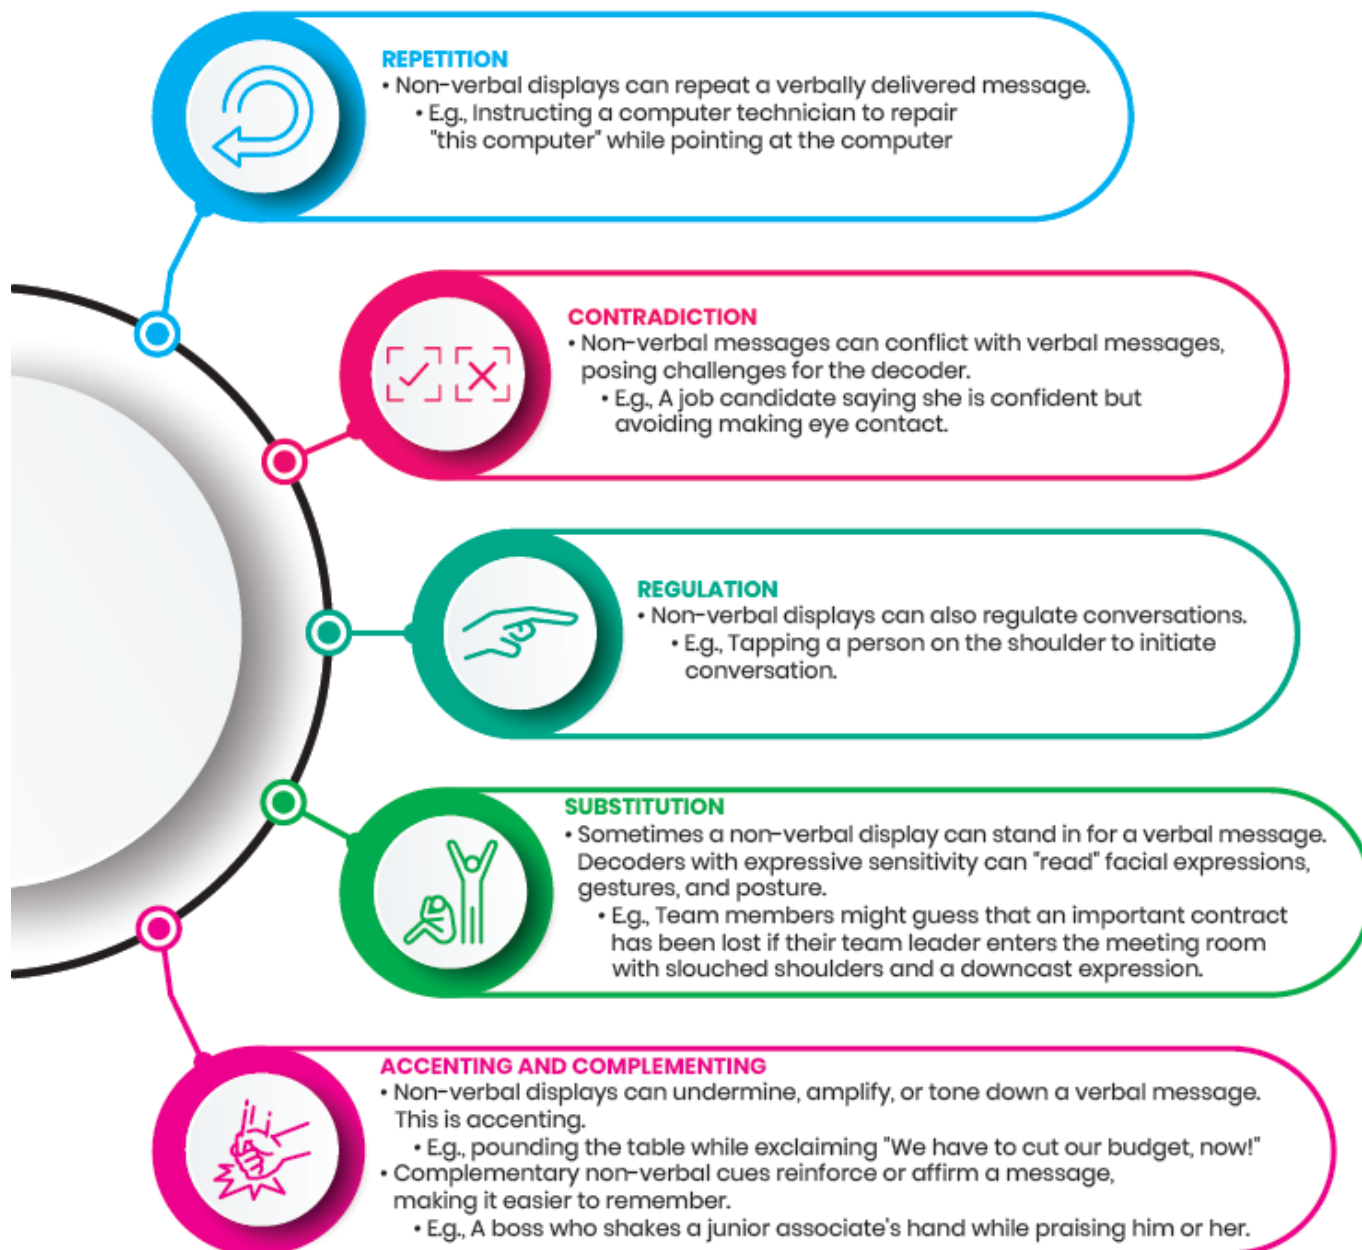 REPETITION
• Non-verbal displays can repeat a verbally delivered message.
• E.g., Instructing a computer technician to repair
"this computer" while pointing at the computer
CONTRADICTION
• Non-verbal messages can conflict with verbal messages,
posing challenges for the decoder.
• E.g., A job candidate saying she is confident but
avoiding making eye contact.
REGULATION
• Non-verbal displays can also regulate conversations.
• E.g., Tapping a person on the shoulder to initiate
conversation.
SUBSTITUTION
• Sometimes a non-verbal display can stand in for a verbal message.
Decoders with expressive sensitivity can "read" facial expressions,
gestures, and posture.
• E.g., Team members might guess that an important contract
has been lost if their team leader enters the meeting room
with slouched shoulders and a downcast expression.
ACCENTING AND COMPLEMENTING
• Non-verbal displays can undermine, amplify, or tone down a verbal message.
This is accenting.
• E.g., pounding the table while exclaiming "We have to cut our budget, now!"
• Complementary non-verbal cues reinforce or affirm a message,
making it easier to remember.
• E.g., A boss who shakes a junior associate's hand while praising him or her.